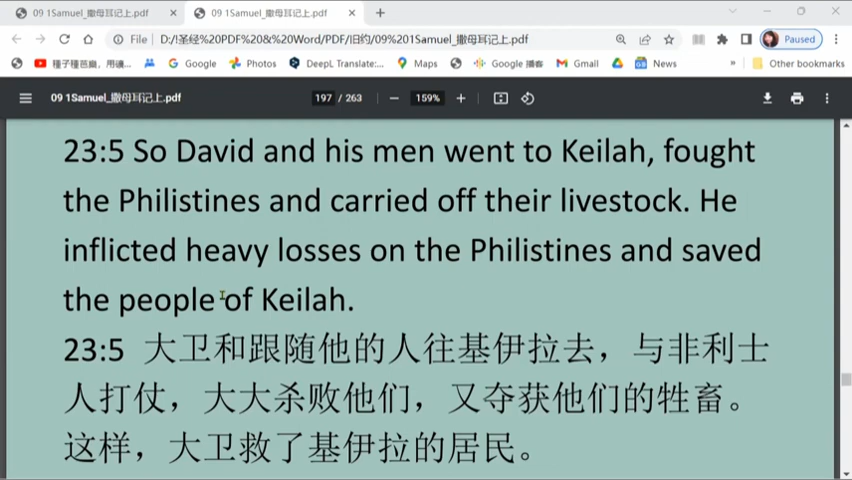 09 1Samuel_撒母耳记上.pdf
09 1Samuel_撒母耳记上.pdf
File
D:/!圣经%20PDF%20&%20Word/PDF/旧约/09%201Samuel_撒母耳记上.pdf
Paused
Google
Photos
DeepL Translate:...
Maps
Google 播客
Gmail
News
»
Other bookmarks
09 1Samuel_撒母耳记上.pdf
197 / 263
159%
23:5 So David and his men went to Keilah, fought
the Philistines and carried off their livestock. He
inflicted heavy losses on the Philistines and saved
the people of Keilah.
23:5 大卫和跟随他的人往基伊拉去，与非利士
人打仗，大大杀败他们，又夺获他们的牲畜。
这样，大卫救了基伊拉的居民。